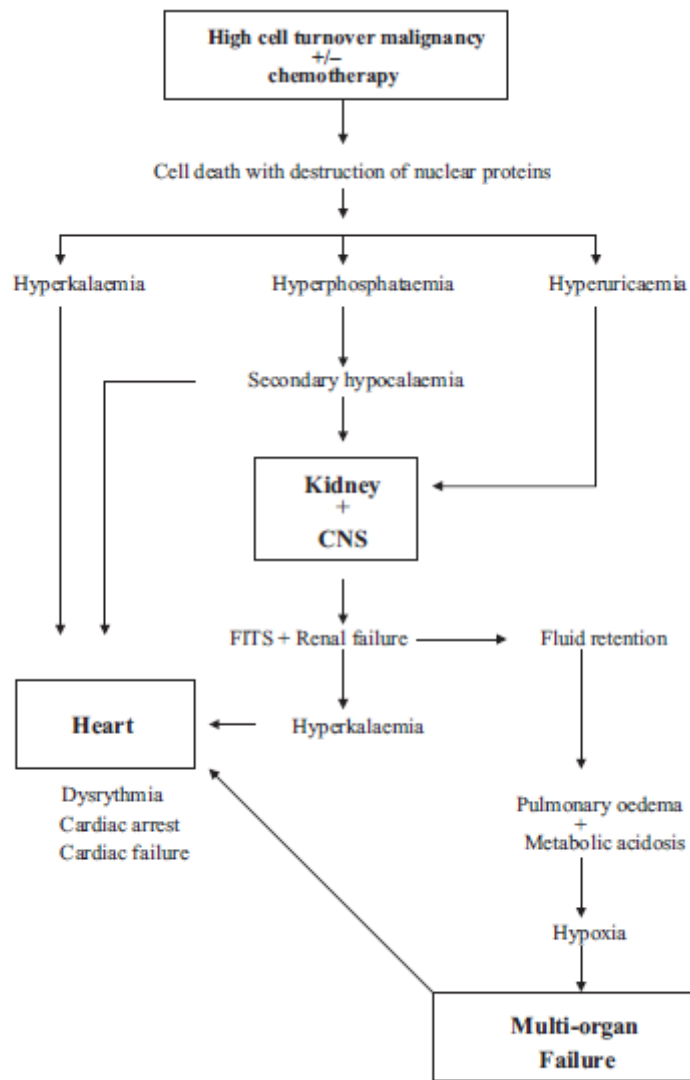 High cell turnover malignancy
+/–
chemotherapy
Cell death with destruction of nuclear proteins
Hyperkalaemia
Hyperphosphataemia
Hyperuricaemia
Secondary hypocalaemia
Kidney
+
CNS
FITS + Renal failure
Fluid retention
Heart
Hyperkalaemia
Dysrythmia
Cardiac arrest
Cardiac failure
Pulmonary oedema
+
Metabolic acidosis
Hypoxia
Multi-organ
Failure